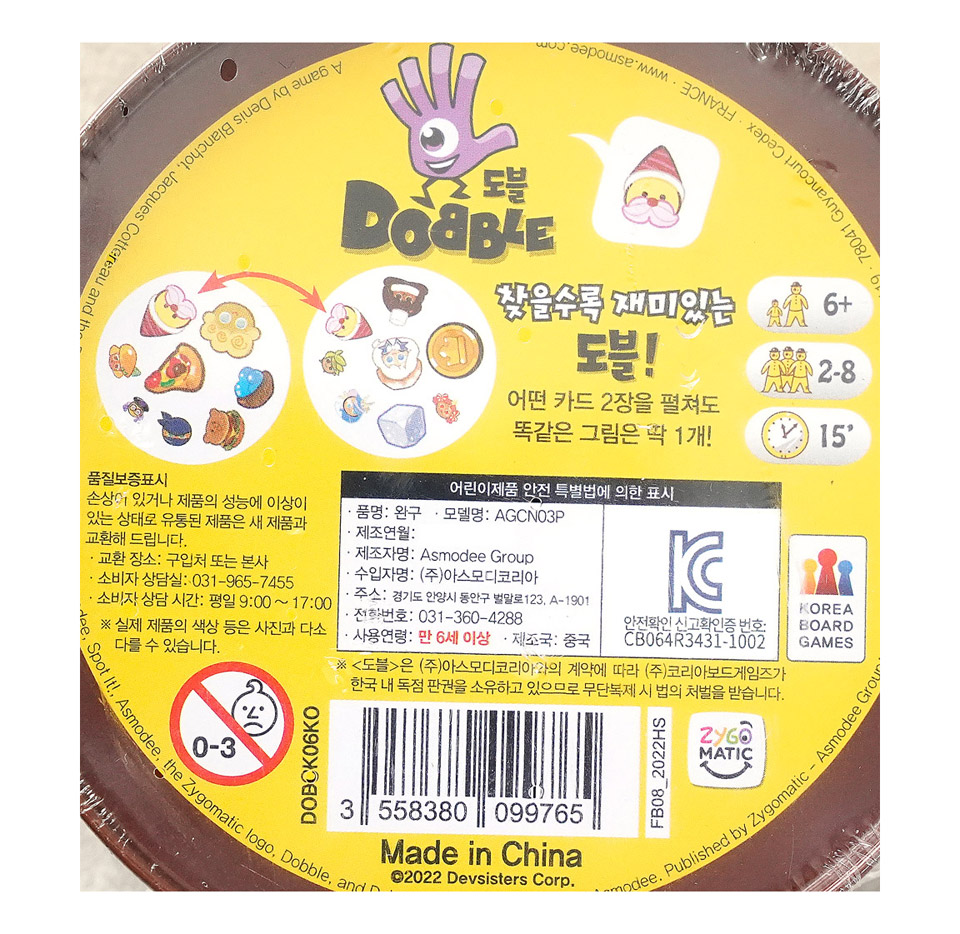 A game by Denis Blanchot, Jacques Cottereau and
www.asmodee.com
78041 Guyancourt Cedex · FRANCE
도블
DOBBLE
찾을수록 재미있는
도블!
어떤 카드 2장을 펼쳐도
똑같은 그림은 딱 1개!
6+
2-8
15'
품질보증표시
손상이 있거나 제품의 성능에 이상이
있는 상태로 유통된 제품은 새 제품과
교환해 드립니다.
· 교환 장소: 구입처 또는 본사
· 소비자 상담실: 031-965-7455
· 소비자 상담 시간: 평일 9:00 ~ 17:00
※ 실제 제품의 색상 등은 사진과 다소
다를 수 있습니다.
어린이제품 안전 특별법에 의한 표시
· 품명: 완구 · 모델명: AGCN03P
· 제조연월:
· 제조자명: Asmodee Group
· 수입자명: (주)아스모디코리아
· 주소: 경기도 안양시 동안구 벌말로123, A-1901
· 전화번호: 031-360-4288
· 사용연령: 만 6세 이상 · 제조국: 중국
안전확인 신고확인증 번호:
CB064R3431-1002
KOREA
BOARD
GAMES
※ <도블>은 (주)아스모디코리아와의 계약에 따라 (주)코리아보드게임즈가
한국 내 독점 판권을 소유하고 있으므로 무단복제 시 법의 처벌을 받습니다.
0-3
DOBCK06KO
3 558380 099765
FB08_2022HS
ZYGO
MATIC
Made in China
©2022 Devsisters Corp.
Spot It!, Asmodee, the Zygomatic logo, Dobble, and
Asmodee. Published by Zygomatic – Asmodee Group